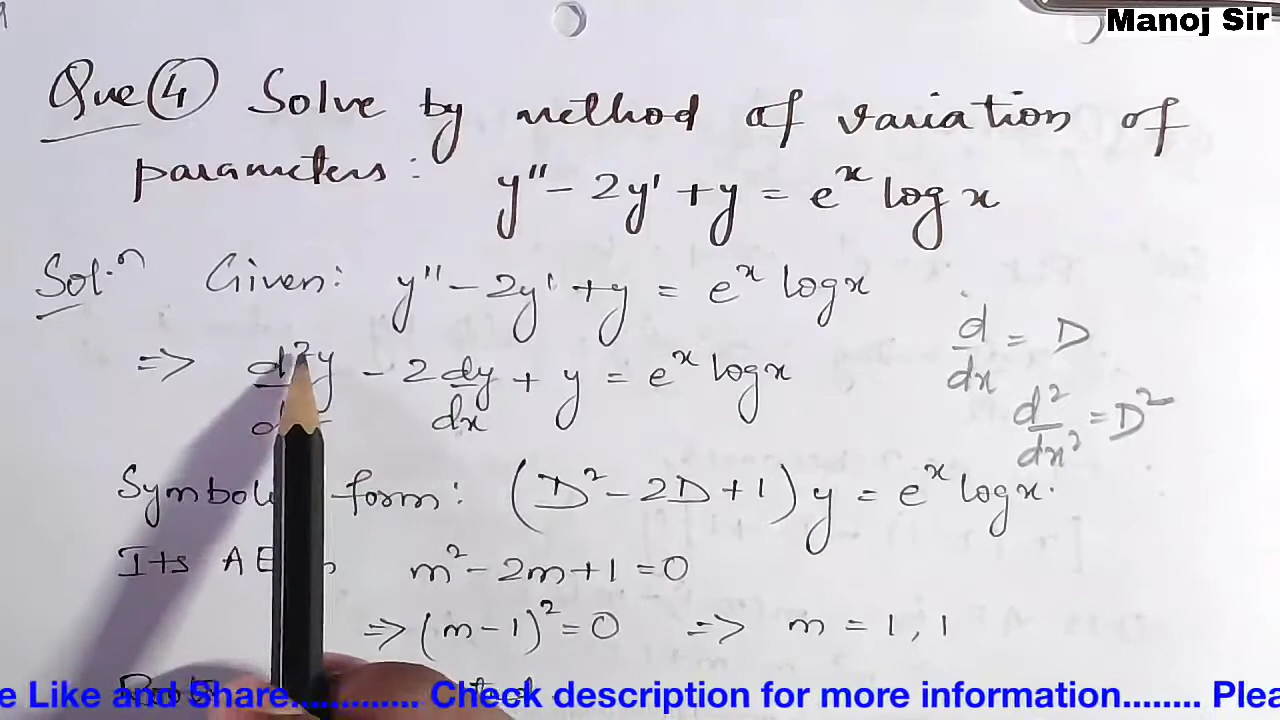 Manoj Sir
Que ④ Solve by method of variation of
parameters: y'' - 2y' + y = e^x log x
Sol.ⁿ Given: y'' - 2y' + y = e^x log x
=> d²y - 2 dy/dx + y = e^x log x
d/dx = D
d²/dx² = D²
form: (D² - 2D + 1) y = e^x log x.
Its AE m² - 2m + 1 = 0
=> (m - 1)² = 0 => m = 1, 1
e Like and Share............. Check description for more information........ Plea